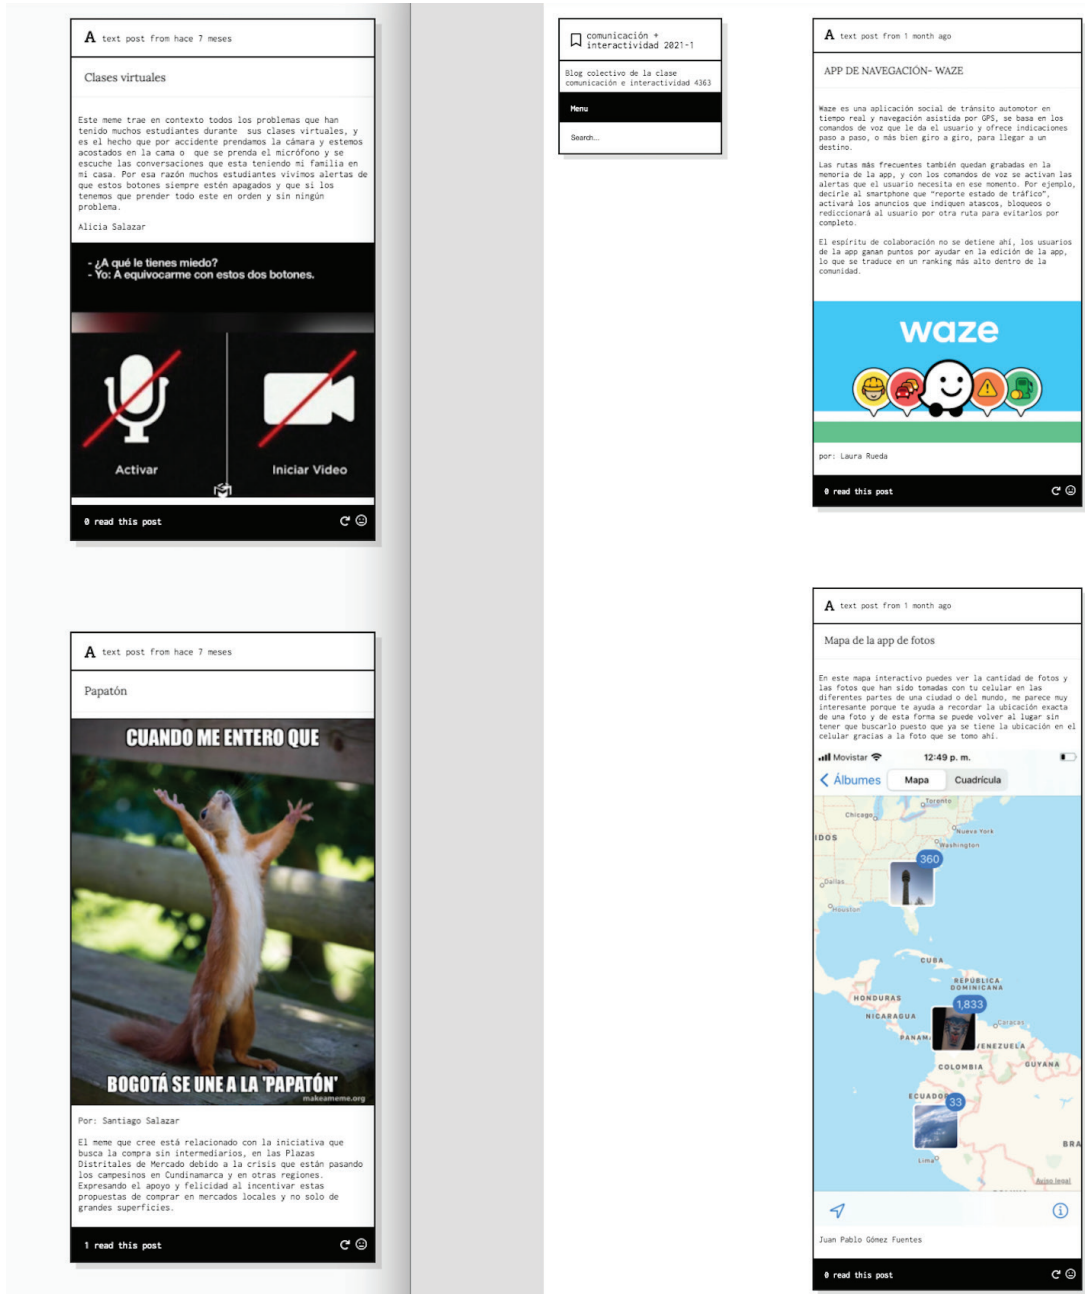 A text post from hace 7 meses
Clases virtuales
Este meme trae en contexto todos los problemas que han
tenido muchos estudiantes durante sus clases virtuales, y
es el hecho que por accidente prendamos la cámara y estemos
acostados en la cama o que se prenda el micrófono y se
escuche las conversaciones que esta teniendo mi familia en
mi casa. Por esa razón muchos estudiantes vivimos alertas de
que estos botones siempre estén apagados y que si los
tenemos que prender todo este en orden y sin ningún
problema.
Alicia Salazar
- ¿A qué le tienes miedo?
- Yo: A equivocarme con estos dos botones.
Activar
Iniciar Video
0 read this post
A text post from hace 7 meses
Papatón
CUANDO ME ENTERO QUE
BOGOTÁ SE UNE A LA 'PAPATÓN'
makeameme.org
Por: Santiago Salazar
El meme que cree está relacionado con la iniciativa que
busca la compra sin intermediarios, en las Plazas
Distritales de Mercado debido a la crisis que están pasando
los campesinos en Cundinamarca y en otras regiones.
Expresando el apoyo y felicidad al incentivar estas
propuestas de comprar en mercados locales y no solo de
grandes superficies.
1 read this post
comunicación +
interactividad 2021-1
Blog colectivo de la clase
comunicación e interactividad 4363
Menu
Search...
A text post from 1 month ago
APP DE NAVEGACIÓN- WAZE
Waze es una aplicación social de tránsito automotor en
tiempo real y navegación asistida por GPS, se basa en los
comandos de voz que le da el usuario y ofrece indicaciones
paso a paso, o más bien giro a giro, para llegar a un
destino.
Las rutas más frecuentes también quedan grabadas en la
memoria de la app, y con los comandos de voz se activan las
alertas que el usuario necesita en ese momento. Por ejemplo,
decirle al smartphone que "reporte estado de tráfico",
activará los anuncios que indiquen atascos, bloqueos o
rediccionará al usuario por otra ruta para evitarlos por
completo.
El espíritu de colaboración no se detiene ahí, los usuarios
de la app ganan puntos por ayudar en la edición de la app,
lo que se traduce en un ranking más alto dentro de la
comunidad.
waze
por: Laura Rueda
0 read this post
A text post from 1 month ago
Mapa de la app de fotos
En este mapa interactivo puedes ver la cantidad de fotos y
las fotos que han sido tomadas con tu celular en las
diferentes partes de una ciudad o del mundo, me parece muy
interesante porque te ayuda a recordar la ubicación exacta
de una foto y de esta forma se puede volver al lugar sin
tener que buscarlo puesto que ya se tiene la ubicación en el
celular gracias a la foto que se tomo ahí.
Movistar 12:49 p. m.
Álbumes Mapa Cuadrícula
Toronto
Chicago
Nueva York
IDOS
Washington
360
Dallas
Houston
CUBA
REPÚBLICA
DOMINICANA
HONDURAS
1,833
NICARAGUA
Caracas
PANAM
VENEZUELA
COLOMBIA GUYANA
ECUADOR
33
BRA
Lima
Aviso legal
Juan Pablo Gómez Fuentes
0 read this post